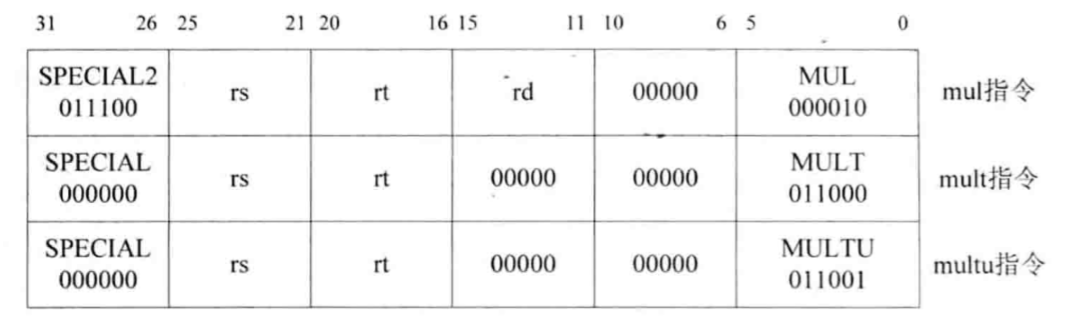 31 26 25 21 20 16 15 11 10 6 5 0
SPECIAL2 MUL
011100 rs rt rd 00000 000010 mul指令
SPECIAL MULT
000000 rs rt 00000 00000 011000 mult指令
SPECIAL MULTU
000000 rs rt 00000 00000 011001 multu指令